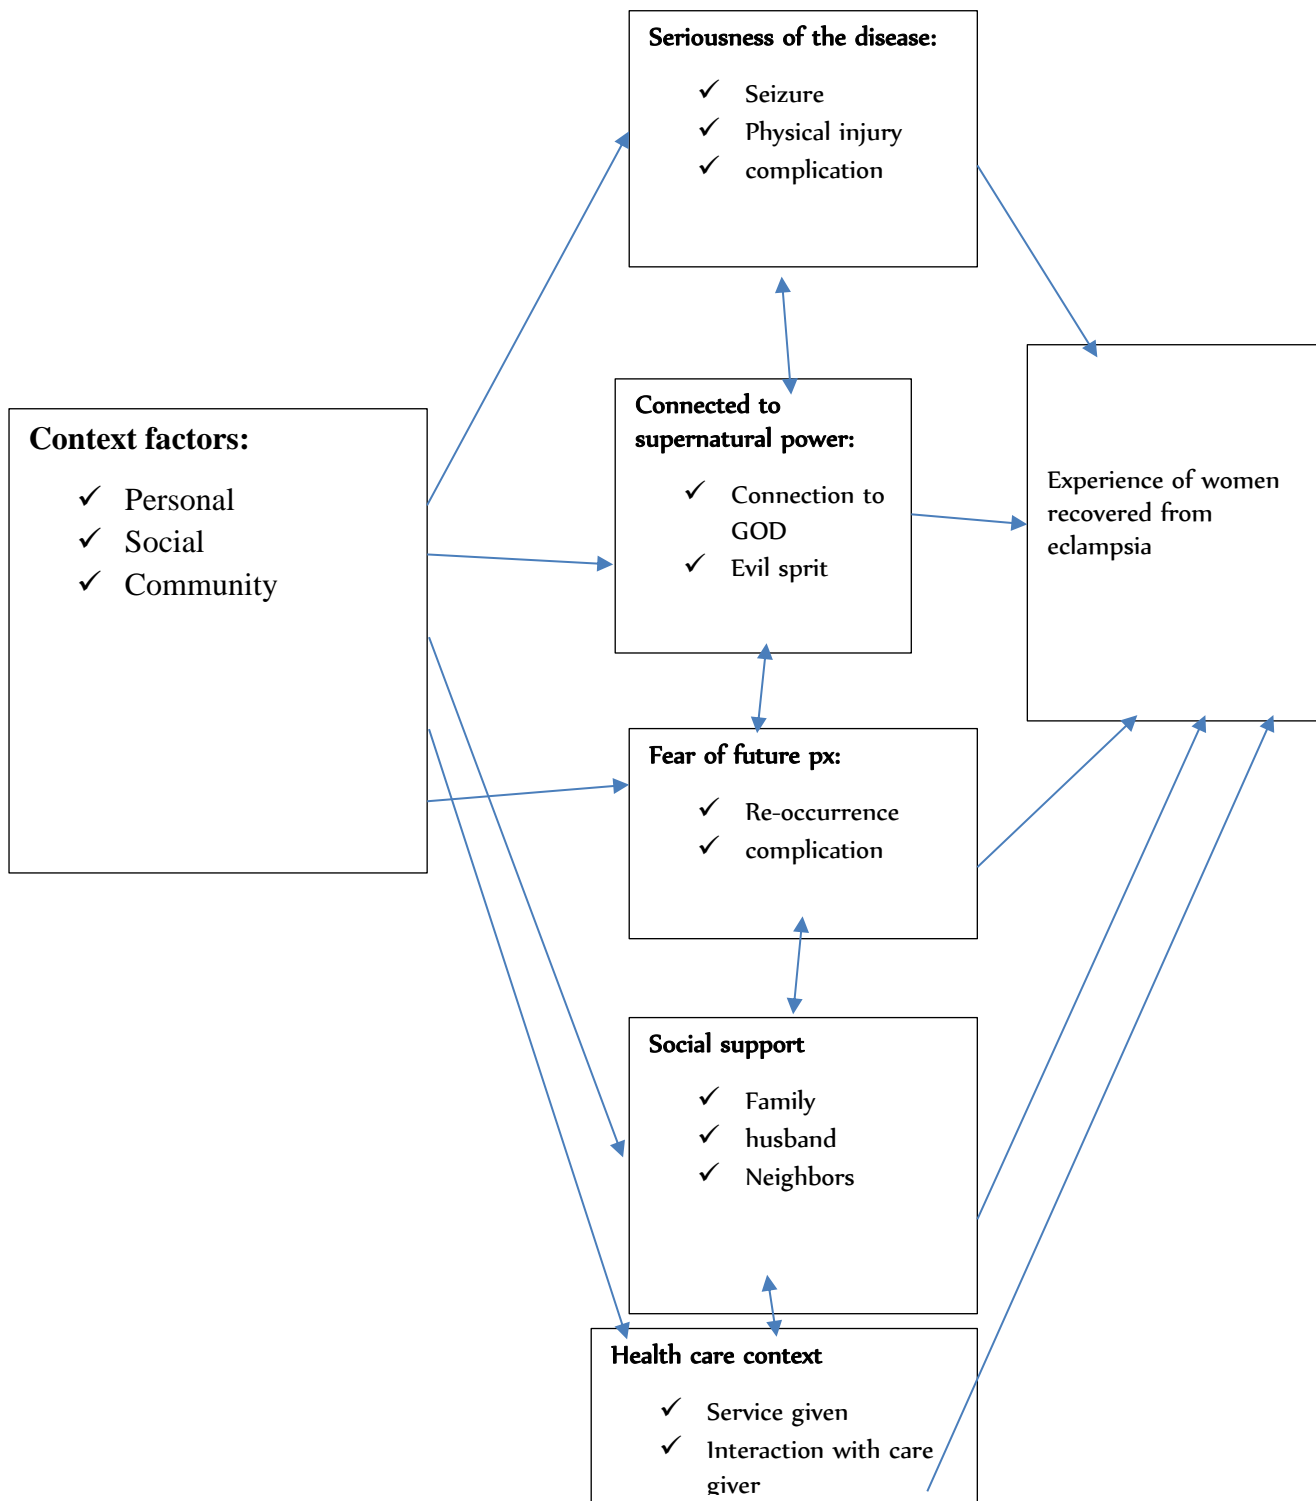 Seriousness of the disease:
✓ Seizure
✓ Physical injury
✓ complication
Context factors:
✓ Personal
✓ Social
✓ Community
Connected to
supernatural power:
✓ Connection to
GOD
✓ Evil sprit
Experience of women
recovered from
eclampsia
Fear of future px:
✓ Re-occurrence
✓ complication
Social support
✓ Family
✓ husband
✓ Neighbors
Health care context
✓ Service given
✓ Interaction with care
giver